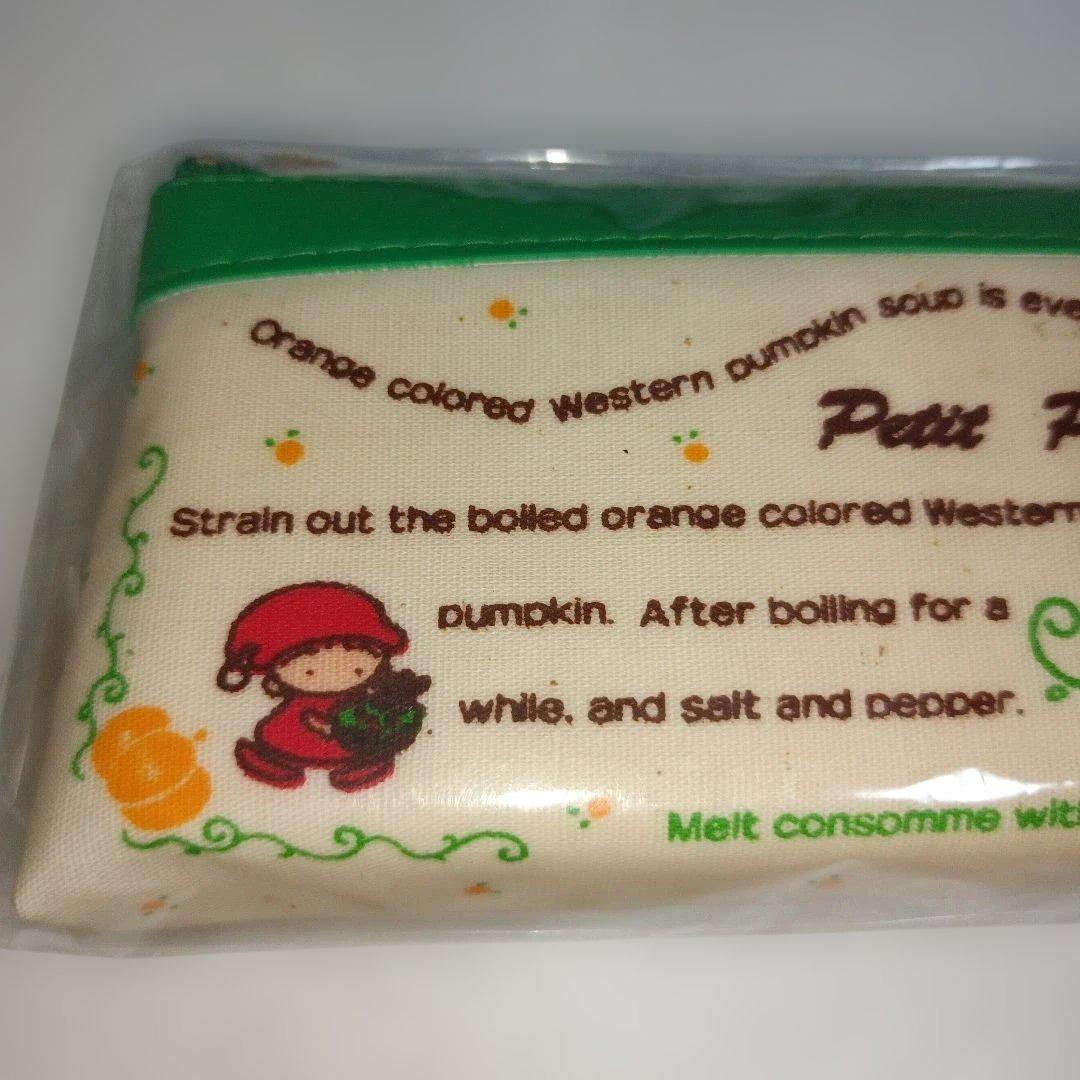 Orange colored Western pumpkin soup is eve
Petit P
Strain out the boiled orange colored Western
pumpkin. After boiling for a
while, and salt and pepper.
Melt consomme with